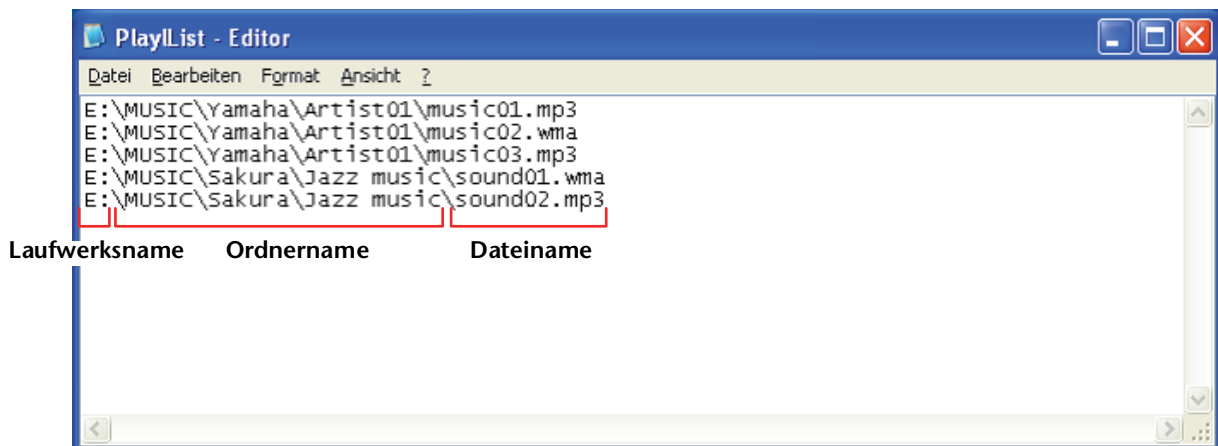 PlaylList - Editor
Datei Bearbeiten Format Ansicht ?
E:\MUSIC\Yamaha\Artist01\music01.mp3
E:\MUSIC\Yamaha\Artist01\music02.wma
E:\MUSIC\Yamaha\Artist01\music03.mp3
E:\MUSIC\Sakura\Jazz music\sound01.wma
E:\MUSIC\Sakura\Jazz music\sound02.mp3
Laufwerksname Ordnername Dateiname